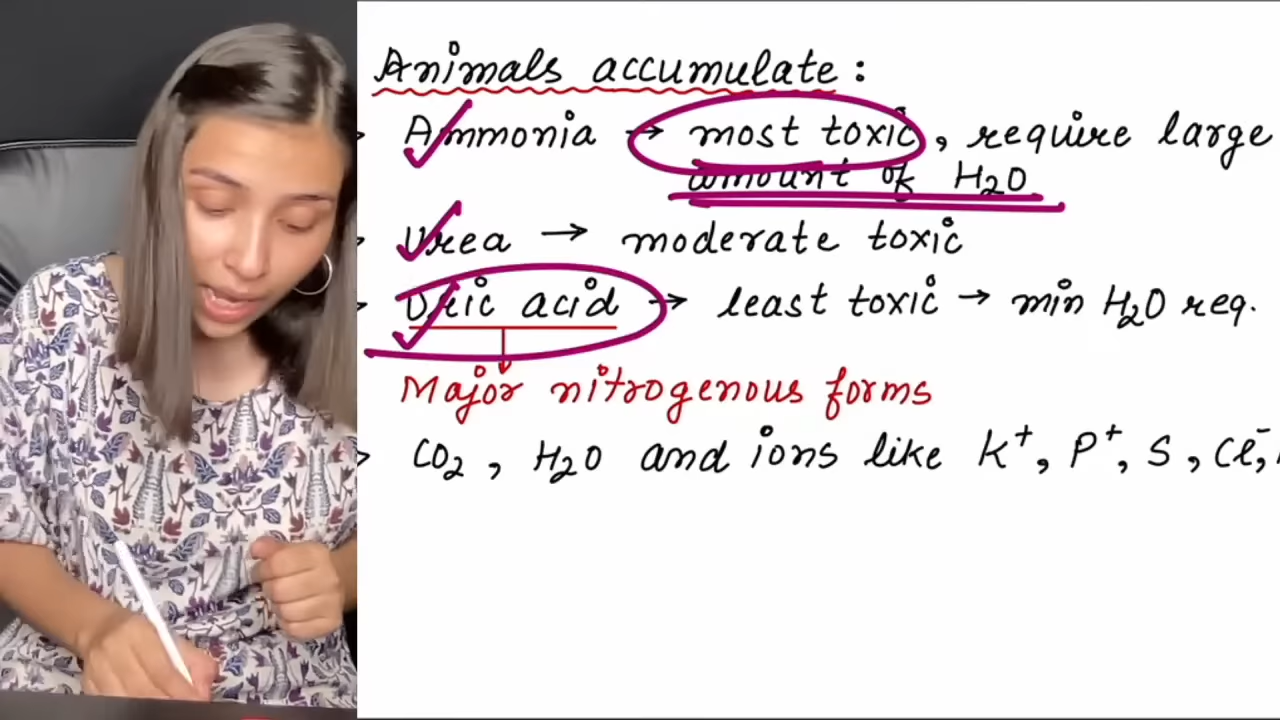 Animals accumulate :
Ammonia → most toxic, require large
amount of H2O
Urea → moderate toxic
Uric acid → least toxic → min H2O req.
Major nitrogenous forms
CO2, H2O and ions like K+, P+, S, Cl-,